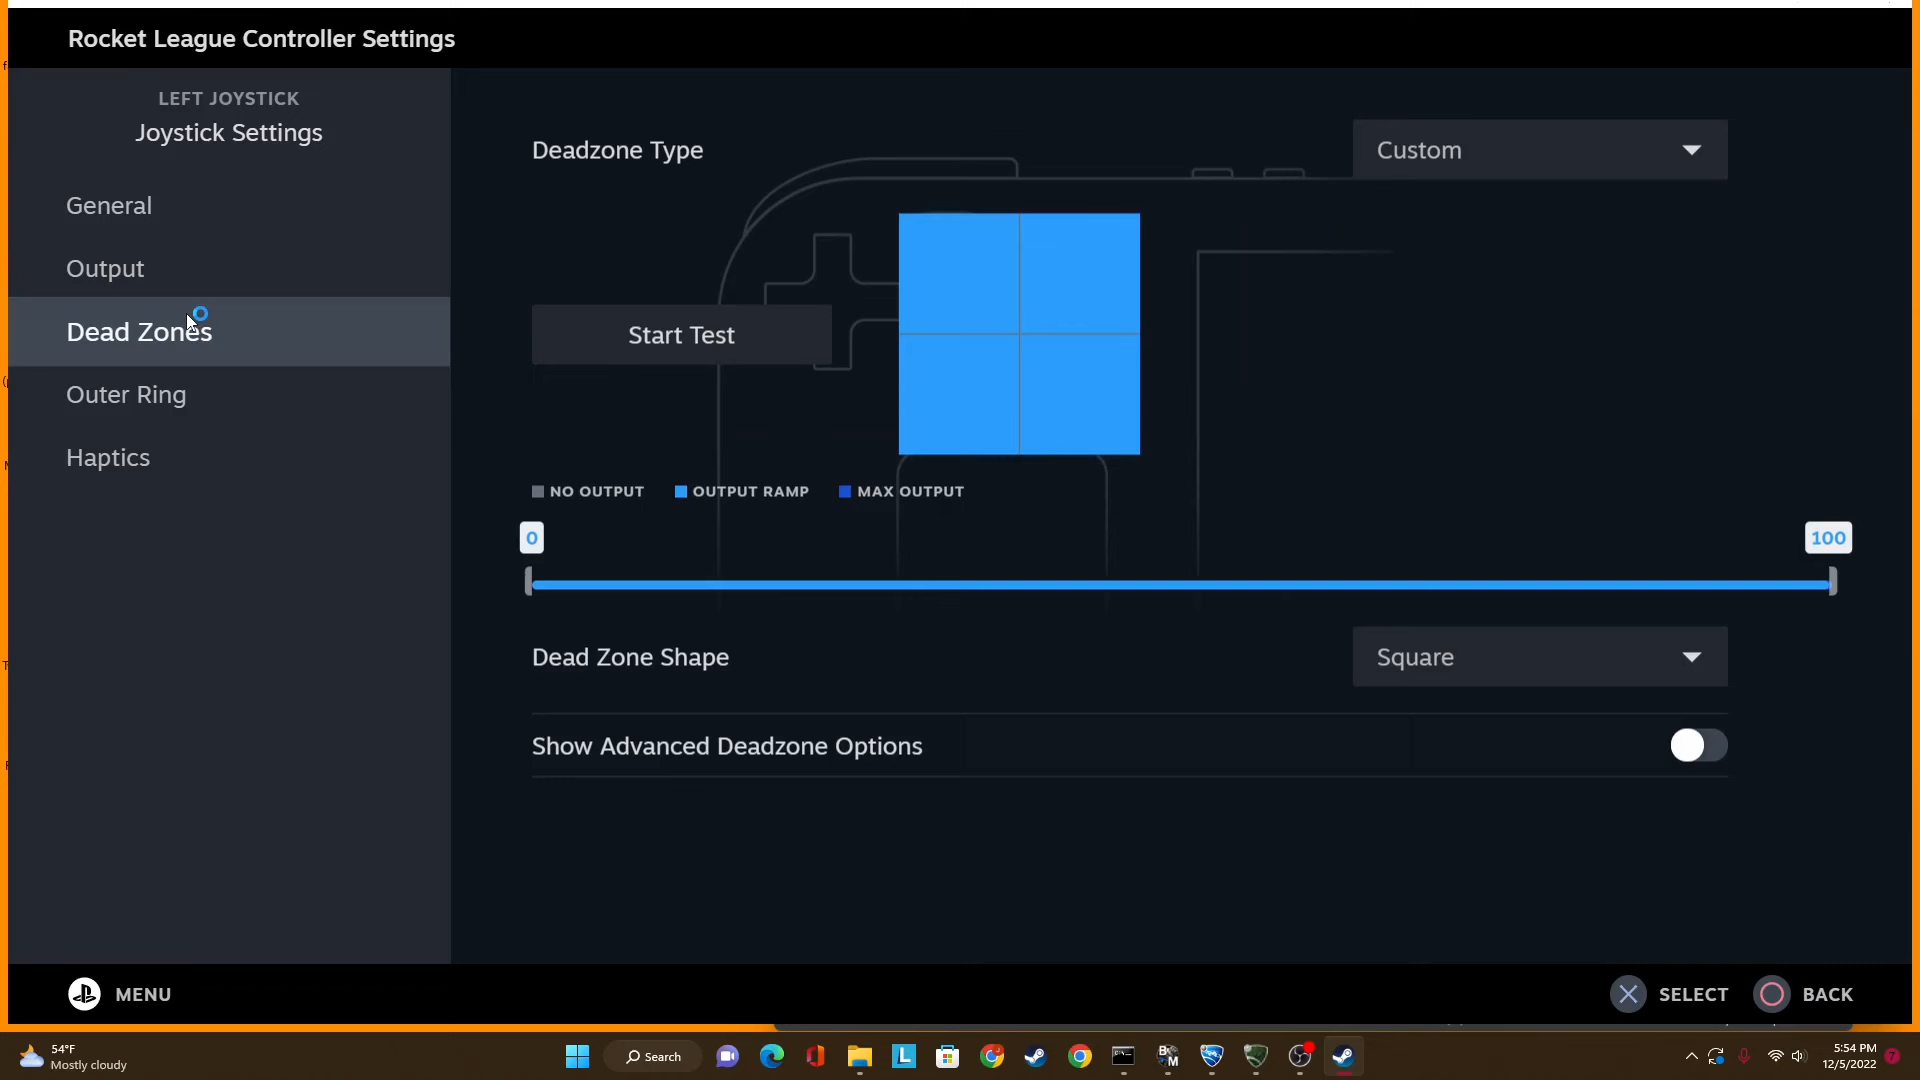 Rocket League Controller Settings
LEFT JOYSTICK
Joystick Settings
General
Output
Dead Zones
Outer Ring
Haptics
Deadzone Type
Custom
Start Test
NO OUTPUT
OUTPUT RAMP
MAX OUTPUT
0
100
Dead Zone Shape
Square
Show Advanced Deadzone Options
MENU
SELECT
BACK
54°F
Mostly cloudy
Search
L
B
M
5:54 PM
12/5/2022
7